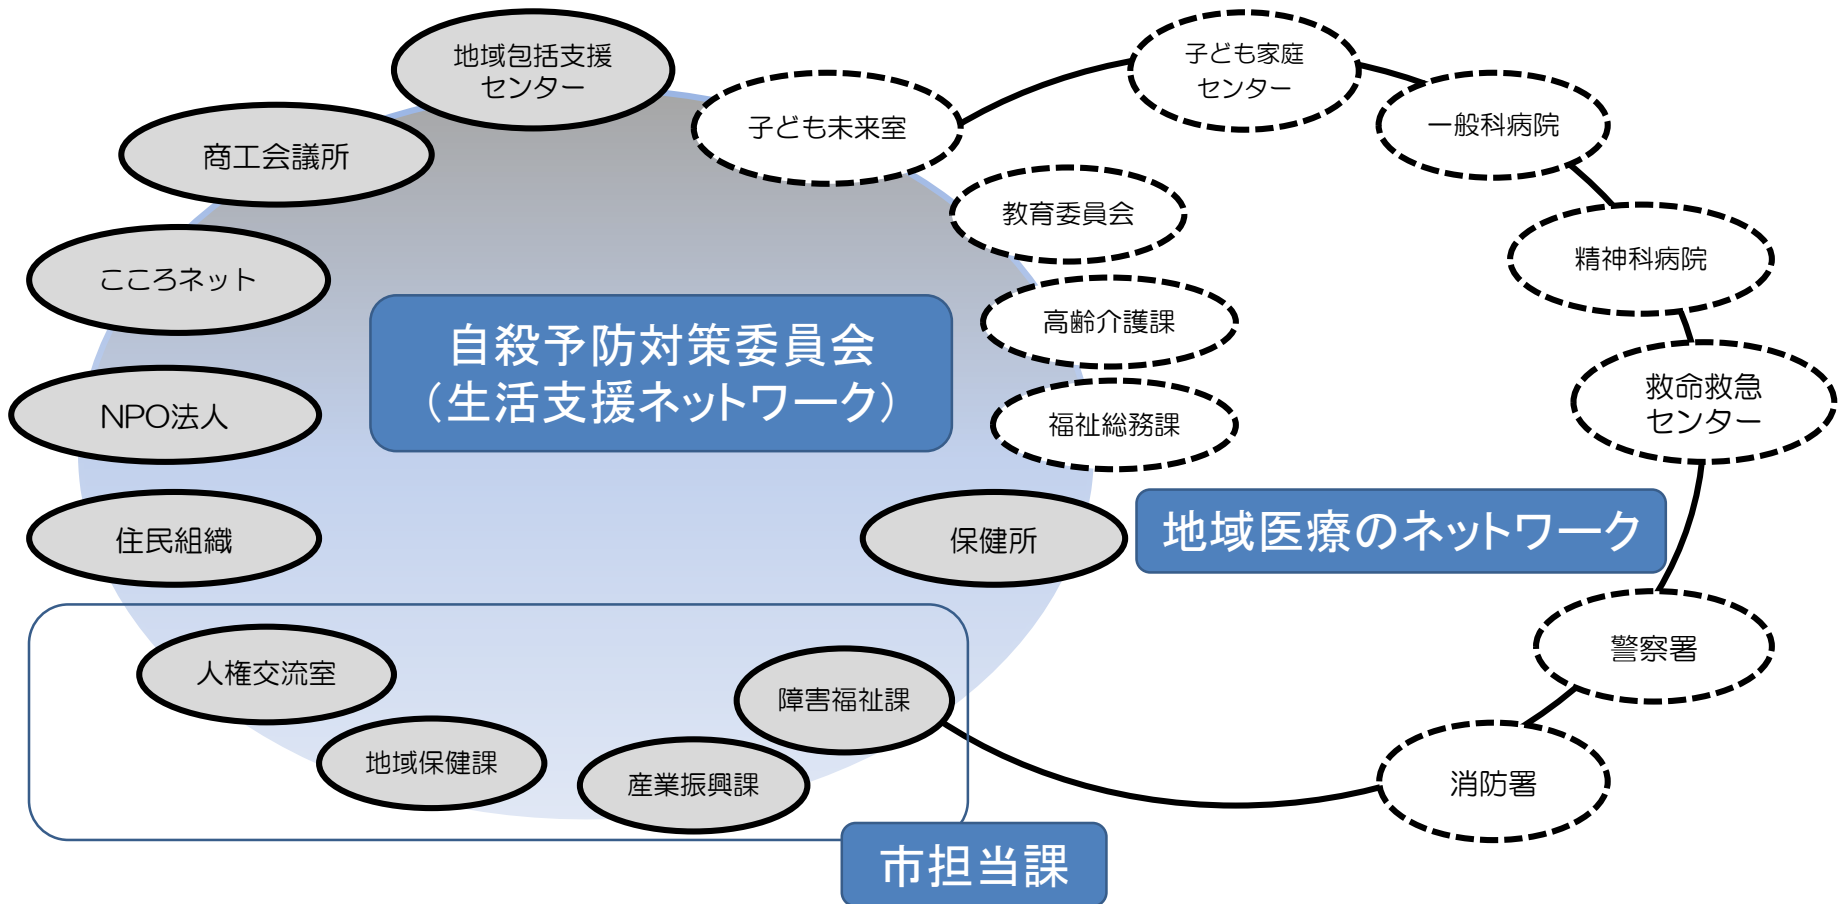 地域包括支援
センター
子ども家庭
センター
子ども未来室
一般科病院
商工会議所
教育委員会
精神科病院
こころネット
高齢介護課
自殺予防対策委員会
（生活支援ネットワーク）
救命救急
センター
NPO法人
福祉総務課
住民組織
保健所
地域医療のネットワーク
警察署
人権交流室
障害福祉課
地域保健課
産業振興課
消防署
市担当課